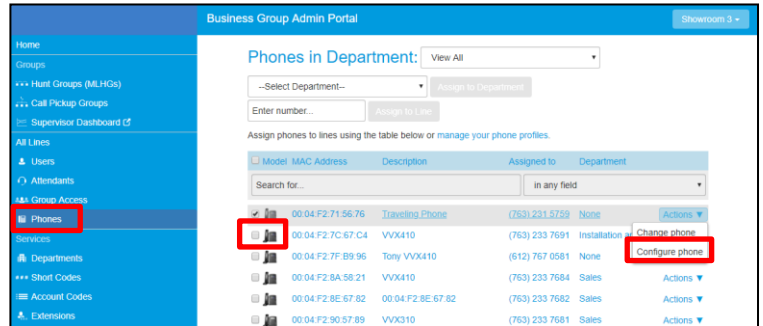 Business Group Admin Portal
Showroom 3
Home
Groups
Hunt Groups (MLHGs)
Call Pickup Groups
Supervisor Dashboard
All Lines
Users
Attendants
Group Access
Phones
Services
Departments
Short Codes
Account Codes
Extensions
Phones in Department: View All
--Select Department-- Assign to Department
Enter number... Assign to Line
Assign phones to lines using the table below or manage your phone profiles.
Model MAC Address Description Assigned to Department
Search for... in any field
00:04:F2:71:56:76 Traveling Phone (763) 231 5759 None Actions ▼
00:04:F2:7C:67:C4 VVX410 (763) 233 7691 Installation a Change phone
00:04:F2:7F:B9:96 Tony VVX410 (612) 767 0581 None Configure phone
00:04:F2:8A:58:21 VVX410 (763) 233 7684 Sales Actions ▼
00:04:F2:8E:67:82 00:04:F2:8E:67:82 (763) 233 7682 Sales Actions ▼
00:04:F2:90:57:89 VVX310 (763) 233 7681 Sales Actions ▼